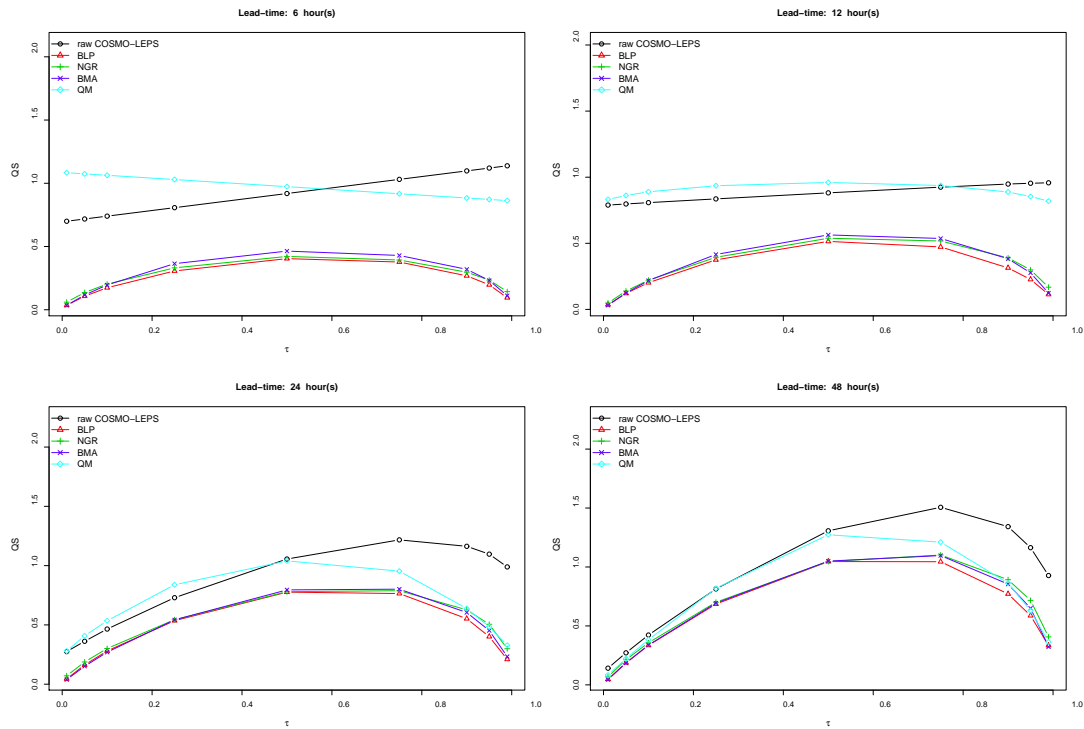 Lead−time: 6 hour(s)
QS
2.0
1.5
1.0
0.5
0.0
raw COSMO−LEPS
BLP
NGR
BMA
QM
0.0 0.2 0.4 0.6 0.8 1.0
τ
Lead−time: 12 hour(s)
QS
2.0
1.5
1.0
0.5
0.0
raw COSMO−LEPS
BLP
NGR
BMA
QM
0.0 0.2 0.4 0.6 0.8 1.0
τ
Lead−time: 24 hour(s)
QS
2.0
1.5
1.0
0.5
0.0
raw COSMO−LEPS
BLP
NGR
BMA
QM
0.0 0.2 0.4 0.6 0.8 1.0
τ
Lead−time: 48 hour(s)
QS
2.0
1.5
1.0
0.5
0.0
raw COSMO−LEPS
BLP
NGR
BMA
QM
0.0 0.2 0.4 0.6 0.8 1.0
τ